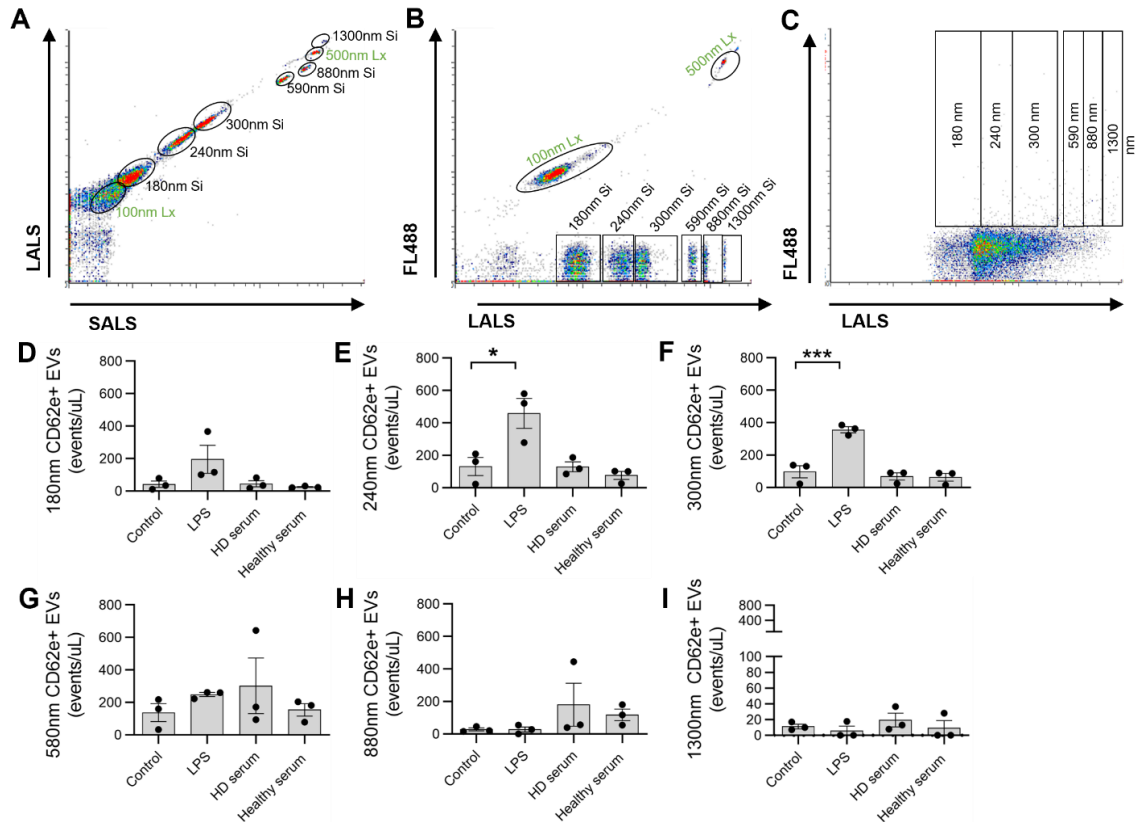 A
LALS
SALS
1300nm Si
500nm Lx
880nm Si
590nm Si
300nm Si
240nm Si
180nm Si
100nm Lx
B
FL488
LALS
500nm Lx
100nm Lx
180nm Si
240nm Si
300nm Si
590nm Si
880nm Si
1300nm Si
C
FL488
LALS
180 nm
240 nm
300 nm
590 nm
880 nm
1300
nm
D
180nm CD62e+ EVs
(events/uL)
800
600
400
200
0
Control
LPS
HD serum
Healthy serum
E
240nm CD62e+ EVs
(events/uL)
800
600
400
200
0
*
Control
LPS
HD serum
Healthy serum
F
300nm CD62e+ EVs
(events/uL)
800
600
400
200
0
***
Control
LPS
HD serum
Healthy serum
G
580nm CD62e+ EVs
(events/uL)
800
600
400
200
0
Control
LPS
HD serum
Healthy serum
H
880nm CD62e+ EVs
(events/uL)
800
600
400
200
0
Control
LPS
HD serum
Healthy serum
I
1300nm CD62e+ EVs
(events/uL)
800
600
100
80
60
40
20
0
Control
LPS
HD serum
Healthy serum